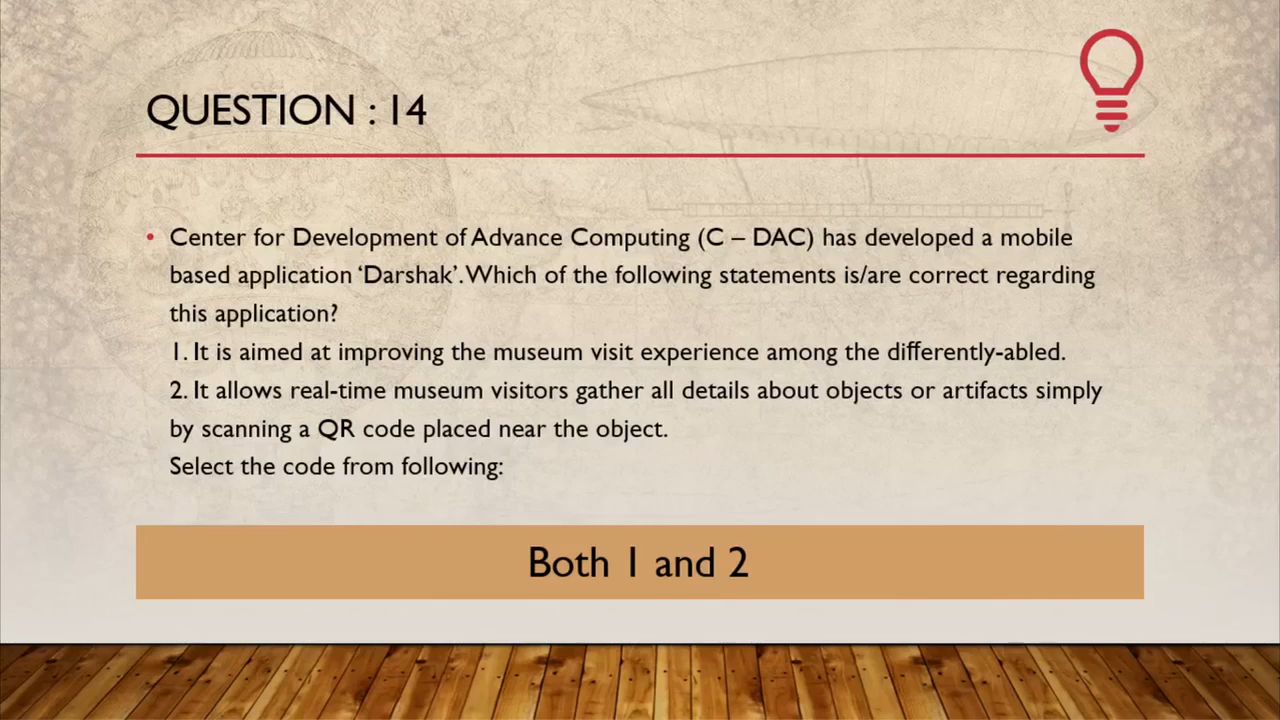 QUESTION : 14
• Center for Development of Advance Computing (C – DAC) has developed a mobile
based application ‘Darshak’. Which of the following statements is/are correct regarding
this application?
1. It is aimed at improving the museum visit experience among the differently-abled.
2. It allows real-time museum visitors gather all details about objects or artifacts simply
by scanning a QR code placed near the object.
Select the code from following:
Both 1 and 2